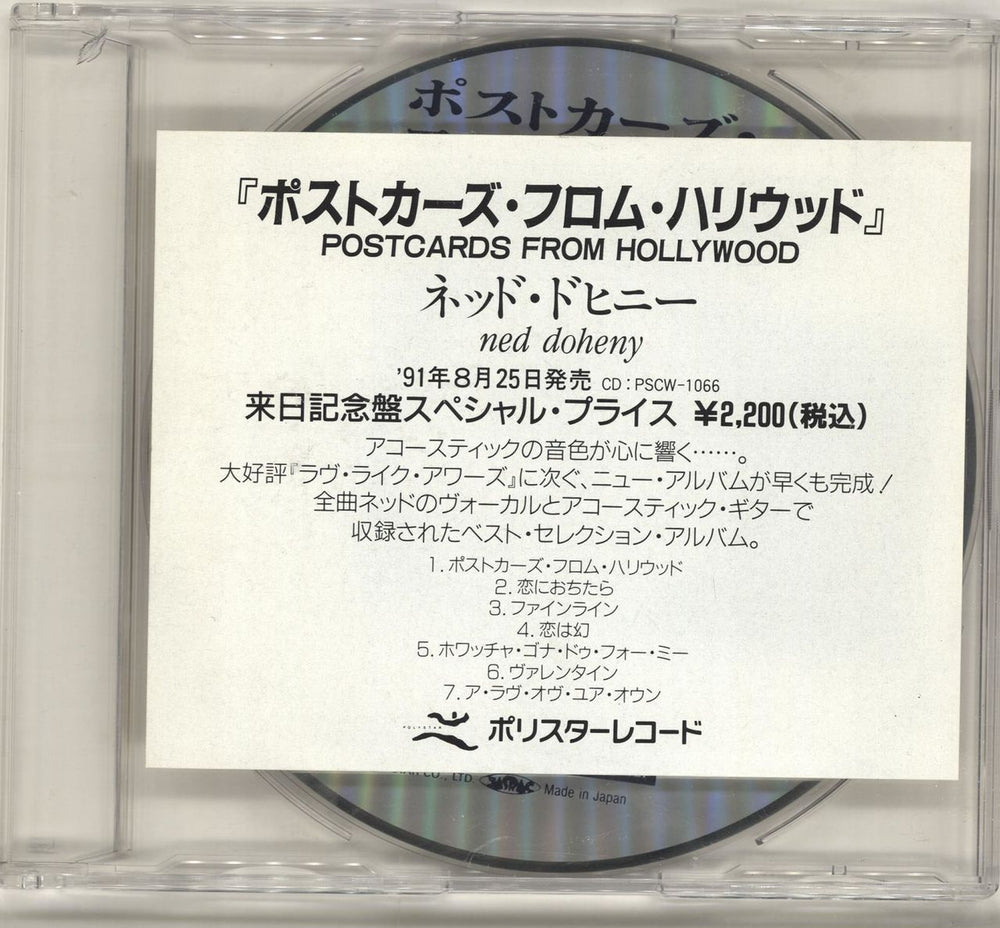 ポストカーズ・
『ポストカーズ・フロム・ハリウッド』
POSTCARDS FROM HOLLYWOOD
ネッド・ドヒニー
ned doheny
'91年8月25日発売 CD:PSCW-1066
来日記念盤スペシャル・プライス ¥2,200(税込)
アコースティックの音色が心に響く……。
大好評『ラヴ・ライク・アワーズ』に次ぐ、ニュー・アルバムが早くも完成!
全曲ネッドのヴォーカルとアコースティック・ギターで
収録されたベスト・セレクション・アルバム。
1. ポストカーズ・フロム・ハリウッド
2. 恋におちたら
3. ファインライン
4. 恋は幻
5. ホワッチャ・ゴナ・ドゥ・フォー・ミー
6. ヴァレンタイン
7. ア・ラヴ・オヴ・ユア・オウン
POLYSTAR ポリスターレコード
CO., LTD. JASRAC Made in Japan